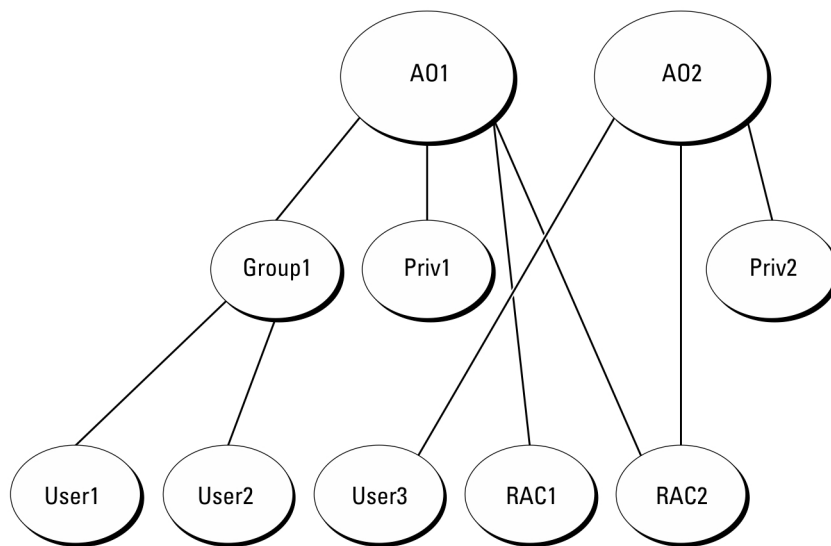 AO1
AO2
Group1
Priv1
Priv2
User1
User2
User3
RAC1
RAC2